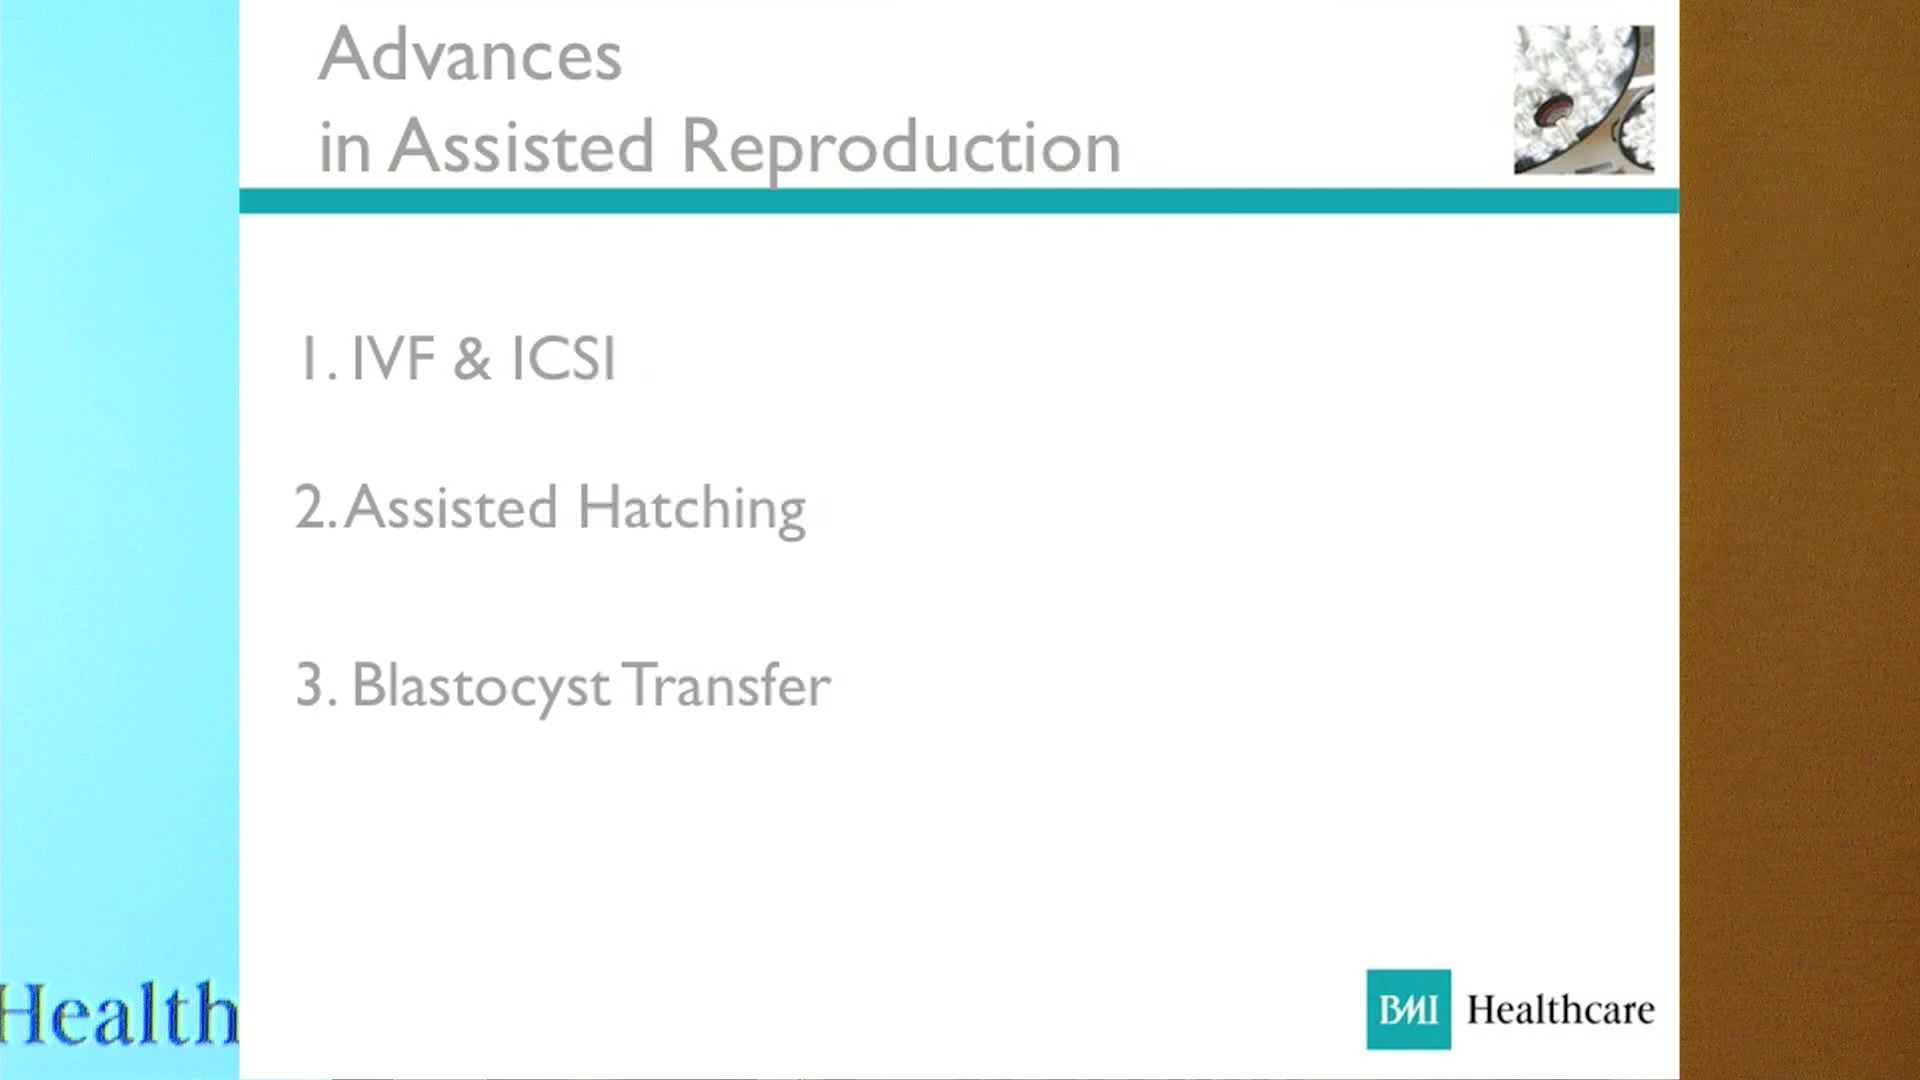 Advances
in Assisted Reproduction
1. IVF & ICSI
2. Assisted Hatching
3. Blastocyst Transfer
Health
BMI Healthcare